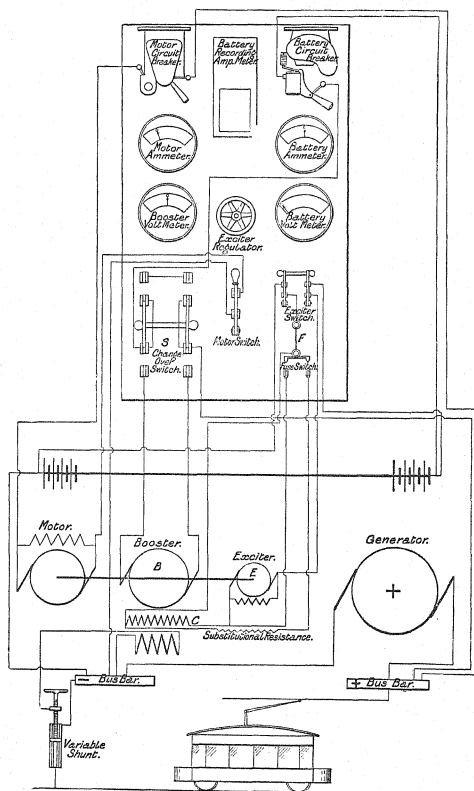 Motor
Circuit
Breaker.
Battery
Recording
Amp. Meter.
Battery
Circuit
Breaker.
Motor
Ammeter.
Battery
Ammeter.
Booster
Volt Meter.
Exciter
Regulator.
Battery
Volt Meter.
S
Change
Over
Switch.
Motor Switch.
Exciter
Switch.
F
Fuse Switch.
Motor.
Booster.
B
Exciter.
E
Generator.
+
C
Substitutional Resistance.
− Bus Bar.
+ Bus Bar.
Variable
Shunt.